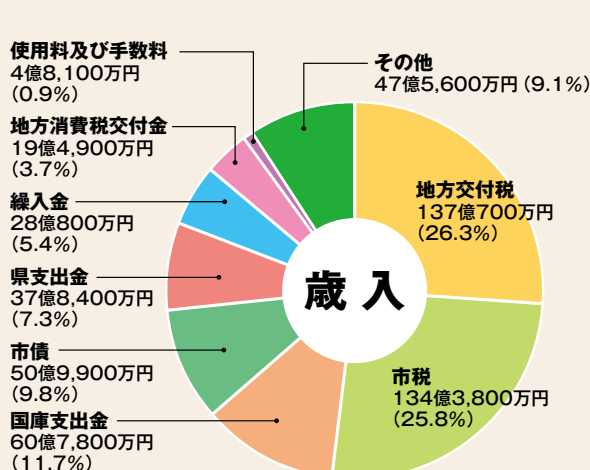 使用料及び手数料
4億8,100万円
(0.9%)
地方消費税交付金
19億4,900万円
(3.7%)
繰入金
28億800万円
(5.4%)
県支出金
37億8,400万円
(7.3%)
市債
50億9,900万円
(9.8%)
国庫支出金
60億7,800万円
(11.7%)
その他
47億5,600万円(9.1%)
地方交付税
137億700万円
(26.3%)
市税
134億3,800万円
(25.8%)
歳入